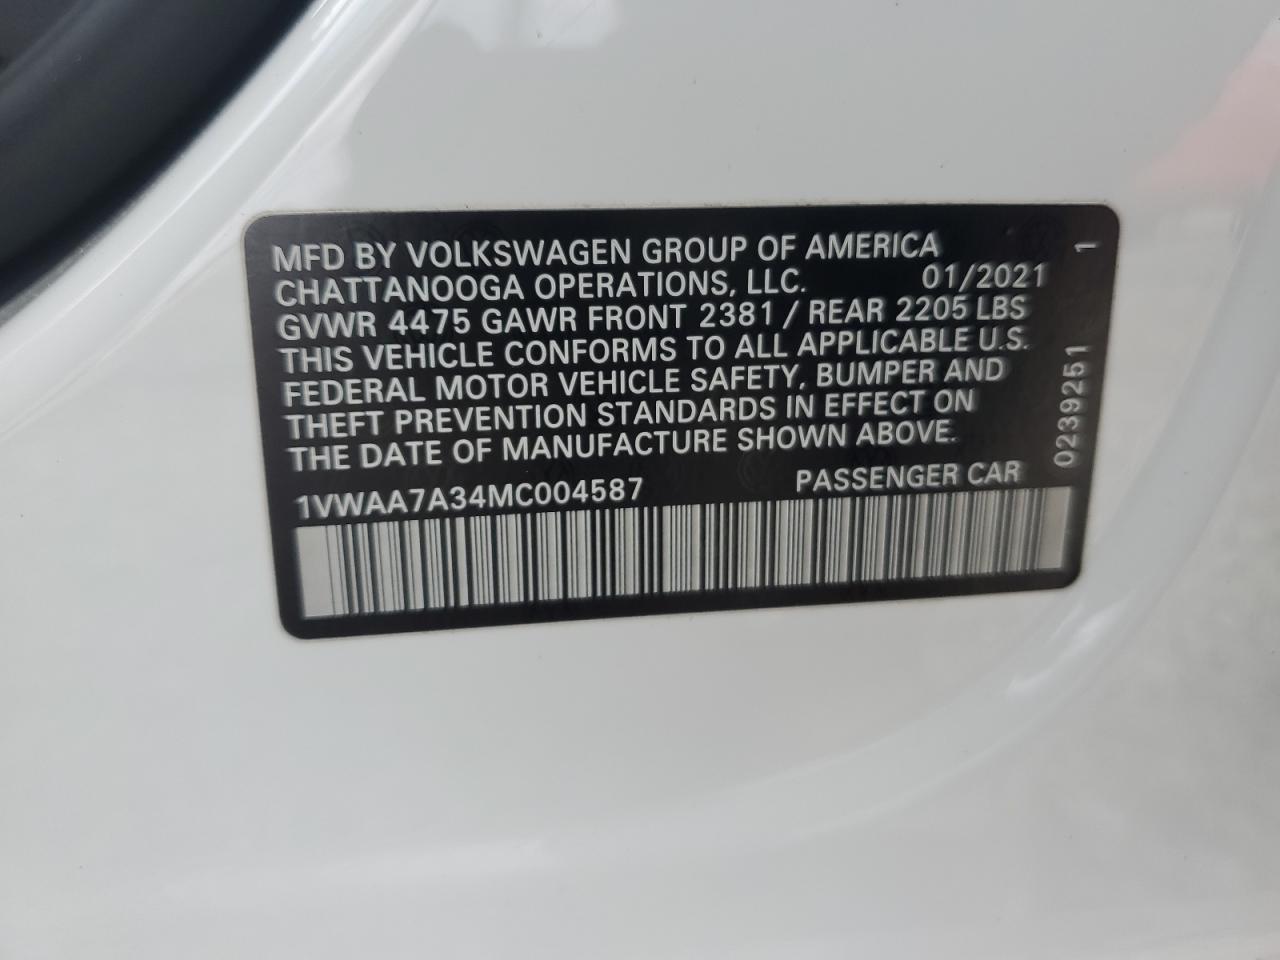 MFD BY VOLKSWAGEN GROUP OF AMERICA
CHATTANOOGA OPERATIONS, LLC. 01/2021
GVWR 4475 GAWR FRONT 2381 / REAR 2205 LBS
THIS VEHICLE CONFORMS TO ALL APPLICABLE U.S.
FEDERAL MOTOR VEHICLE SAFETY, BUMPER AND
THEFT PREVENTION STANDARDS IN EFFECT ON
THE DATE OF MANUFACTURE SHOWN ABOVE.
1VWAA7A34MC004587 PASSENGER CAR
0239251 1